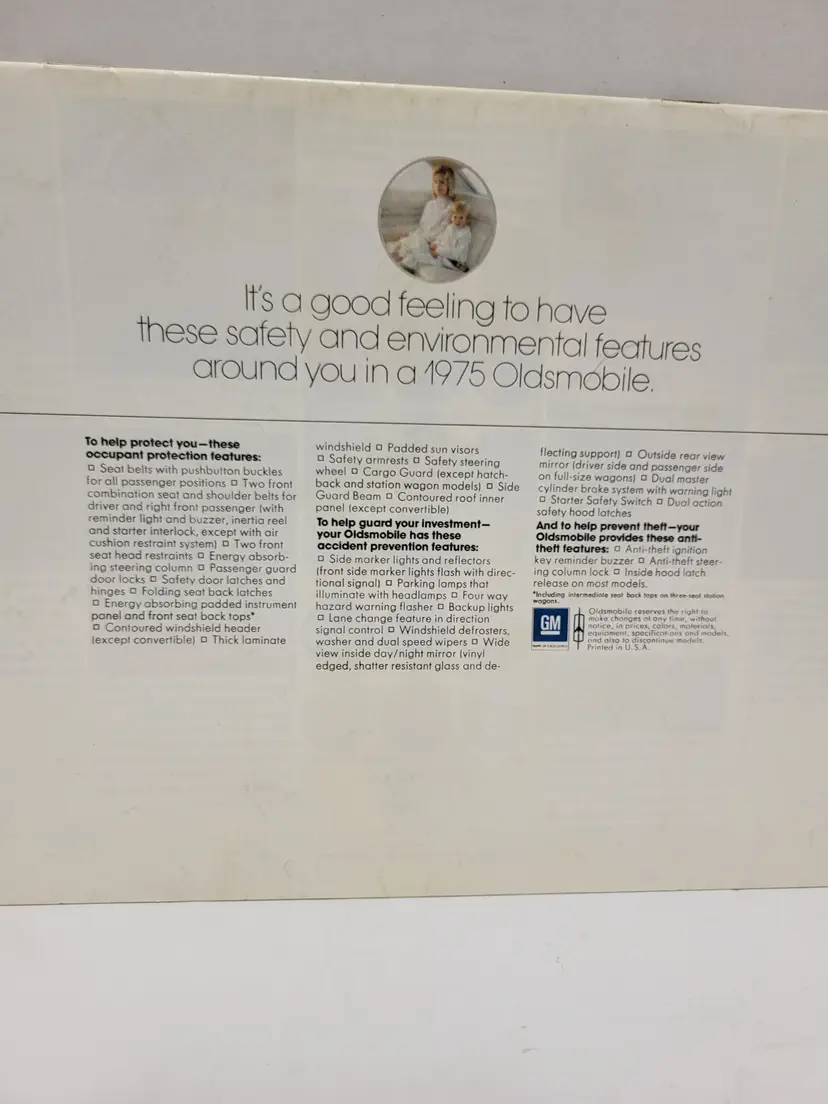 It's a good feeling to have
these safety and environmental features
around you in a 1975 Oldsmobile.
To help protect you—these
occupant protection features:
□ Seat belts with pushbutton buckles
for all passenger positions □ Two front
combination seat and shoulder belts for
driver and right front passenger (with
reminder light and buzzer, inertia reel
and starter interlock, except with air
cushion restraint system) □ Two front
seat head restraints □ Energy absorb-
ing steering column □ Passenger guard
door locks □ Safety door latches and
hinges □ Folding seat back latches
□ Energy absorbing padded instrument
panel and front seat back tops*
□ Contoured windshield header
(except convertible) □ Thick laminate
windshield □ Padded sun visors
□ Safety armrests □ Safety steering
wheel □ Cargo Guard (except hatch-
back and station wagon models) □ Side
Guard Beam □ Contoured roof inner
panel (except convertible)
To help guard your investment—
your Oldsmobile has these
accident prevention features:
□ Side marker lights and reflectors
(front side marker lights flash with direc-
tional signal) □ Parking lamps that
illuminate with headlamps □ Four way
hazard warning flasher □ Backup lights
□ Lane change feature in direction
signal control □ Windshield defrosters,
washer and dual speed wipers □ Wide
view inside day/night mirror (vinyl
edged, shatter resistant glass and de-
flecting support) □ Outside rear view
mirror (driver side and passenger side
on full-size wagons) □ Dual master
cylinder brake system with warning light
□ Starter Safety Switch □ Dual action
safety hood latches
And to help prevent theft—your
Oldsmobile provides these anti-
theft features: □ Anti-theft ignition
key reminder buzzer □ Anti-theft steer-
ing column lock □ Inside hood latch
release on most models.
*Including intermediate seat back tops on three-seat station
wagons.
GM
Oldsmobile reserves the right to
make changes at any time, without
notice, in prices, colors, materials,
equipment, specifications and models,
and also to discontinue models.
Printed in U.S.A.